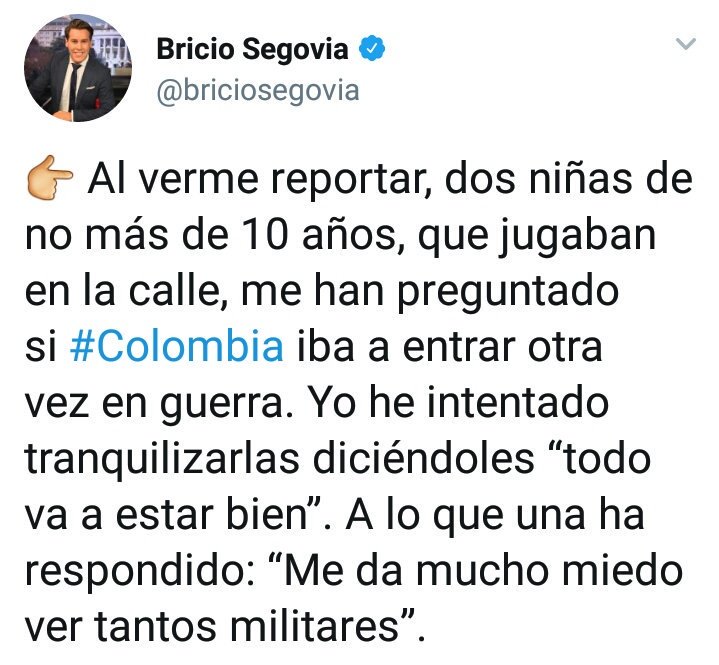 Bricio Segovia
@briciosegovia
👉 Al verme reportar, dos niñas de
no más de 10 años, que jugaban
en la calle, me han preguntado
si #Colombia iba a entrar otra
vez en guerra. Yo he intentado
tranquilizarlas diciéndoles “todo
va a estar bien”. A lo que una ha
respondido: “Me da mucho miedo
ver tantos militares”.